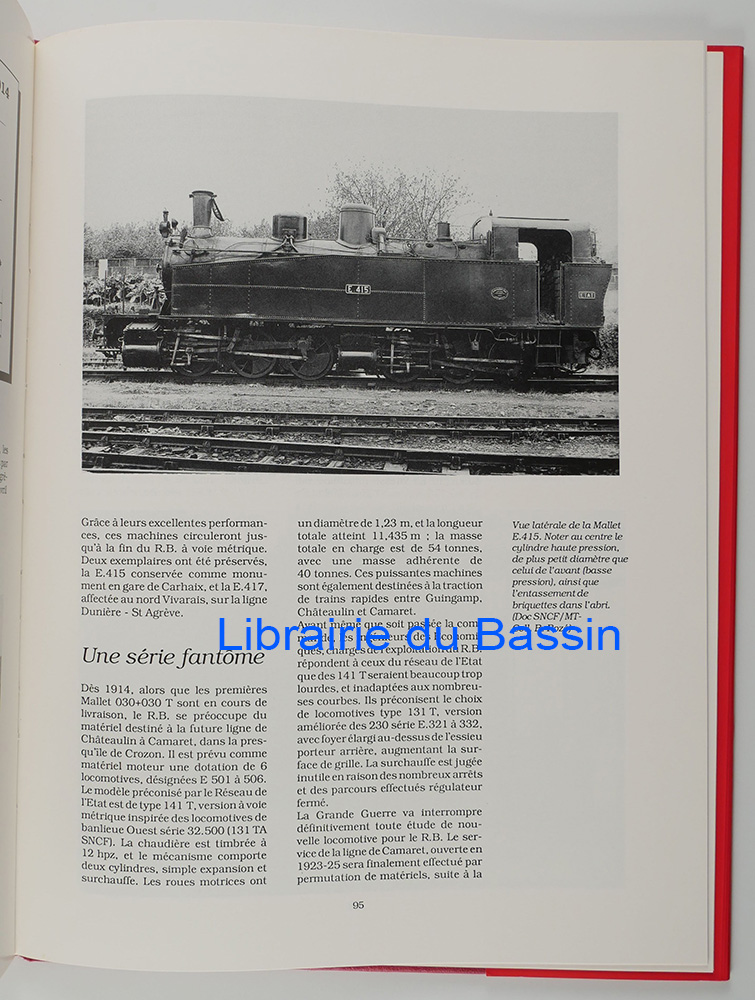 914
les
par
E 415
ETAT
Grâce à leurs excellentes performan-
ces, ces machines circuleront jus-
qu'à la fin du R.B. à voie métrique.
Deux exemplaires ont été préservés,
la E.415 conservée comme monu-
ment en gare de Carhaix, et la E.417,
affectée au nord Vivarais, sur la ligne
Dunière - St Agrève.
Une série fantôme
Dès 1914, alors que les premières
Mallet 030+030 T sont en cours de
livraison, le R.B. se préoccupe du
matériel destiné à la future ligne de
Châteaulin à Camaret, dans la pres-
qu'île de Crozon. Il est prévu comme
matériel moteur une dotation de 6
locomotives, désignées E 501 à 506.
Le modèle préconisé par le Réseau de
l'Etat est de type 141 T, version à voie
métrique inspirée des locomotives de
banlieue Ouest série 32.500 (131 TA
SNCF). La chaudière est timbrée à
12 hpz, et le mécanisme comporte
deux cylindres, simple expansion et
surchauffe. Les roues motrices ont
un diamètre de 1,23 m, et la longueur
totale atteint 11,435 m ; la masse
totale en charge est de 54 tonnes,
avec une masse adhérente de
40 tonnes. Ces puissantes machines
sont également destinées à la traction
de trains rapides entre Guingamp,
Châteaulin et Camaret.
Avant même que soit passée la com-
mande, les ingénieurs des économi-
ques, chargés de l'exploitation du R.B.
répondent à ceux du réseau de l'Etat
que des 141 T seraient beaucoup trop
lourdes, et inadaptées aux nombreu-
ses courbes. Ils préconisent le choix
de locomotives type 131 T, version
améliorée des 230 série E.321 à 332,
avec foyer élargi au-dessus de l'essieu
porteur arrière, augmentant la sur-
face de grille. La surchauffe est jugée
inutile en raison des nombreux arrêts
et des parcours effectués régulateur
fermé.
La Grande Guerre va interrompre
définitivement toute étude de nou-
velle locomotive pour le R.B. Le ser-
vice de la ligne de Camaret, ouverte en
1923-25 sera finalement effectué par
permutation de matériels, suite à la
Vue latérale de la Mallet
E.415. Noter au centre le
cylindre haute pression,
de plus petit diamètre que
celui de l'avant (basse
pression), ainsi que
l'entassement de
briquettes dans l'abri.
(Doc SNCF/MT-
Librairie du Bassin
95